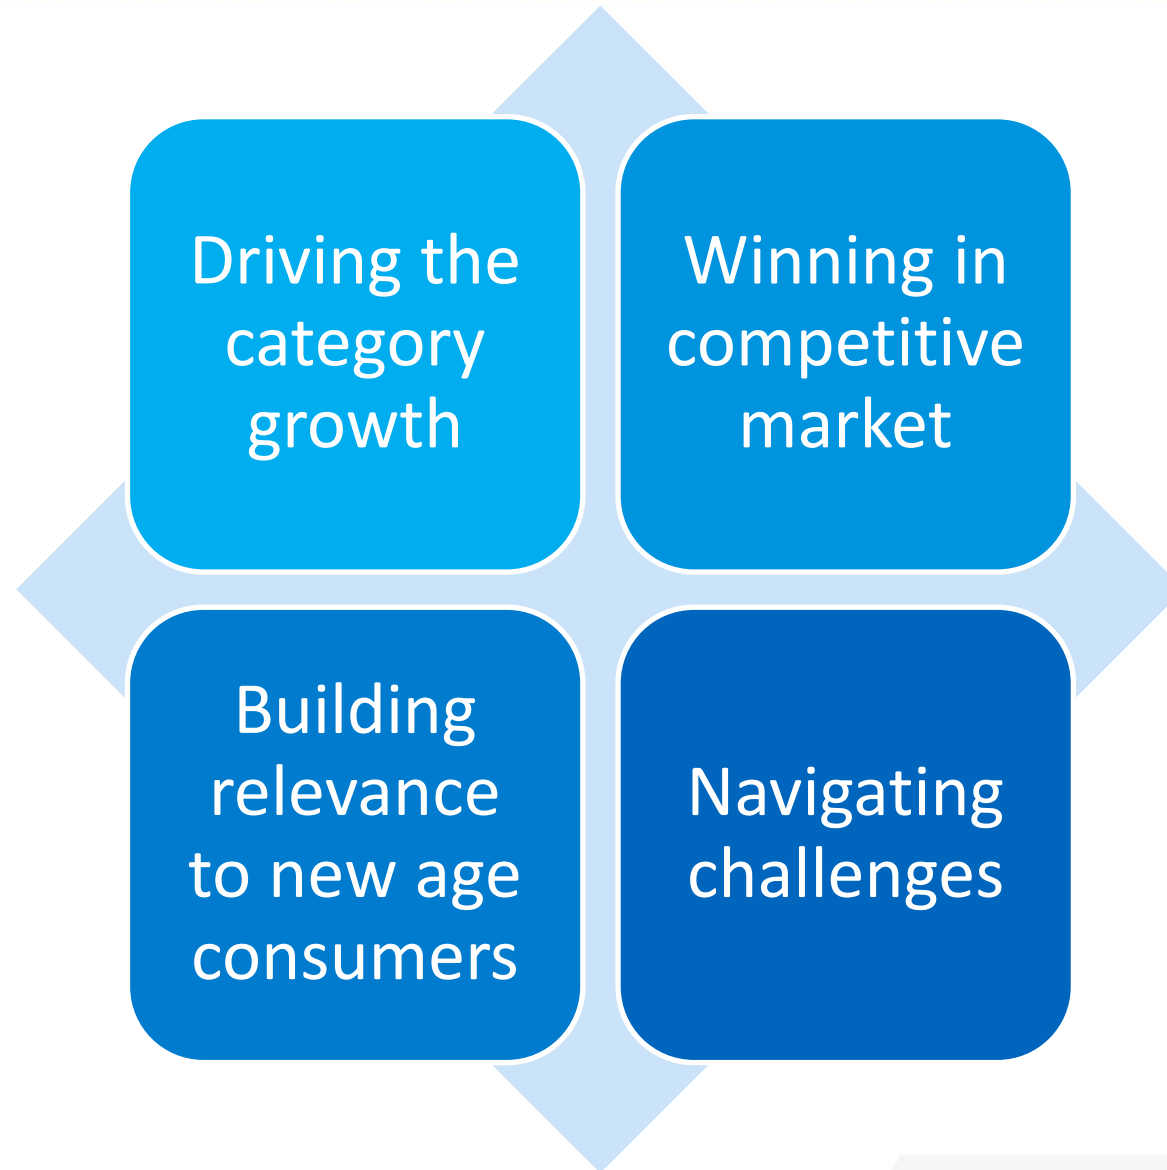 Driving the
category
growth
Winning in
competitive
market
Building
relevance
to new age
consumers
Navigating
challenges